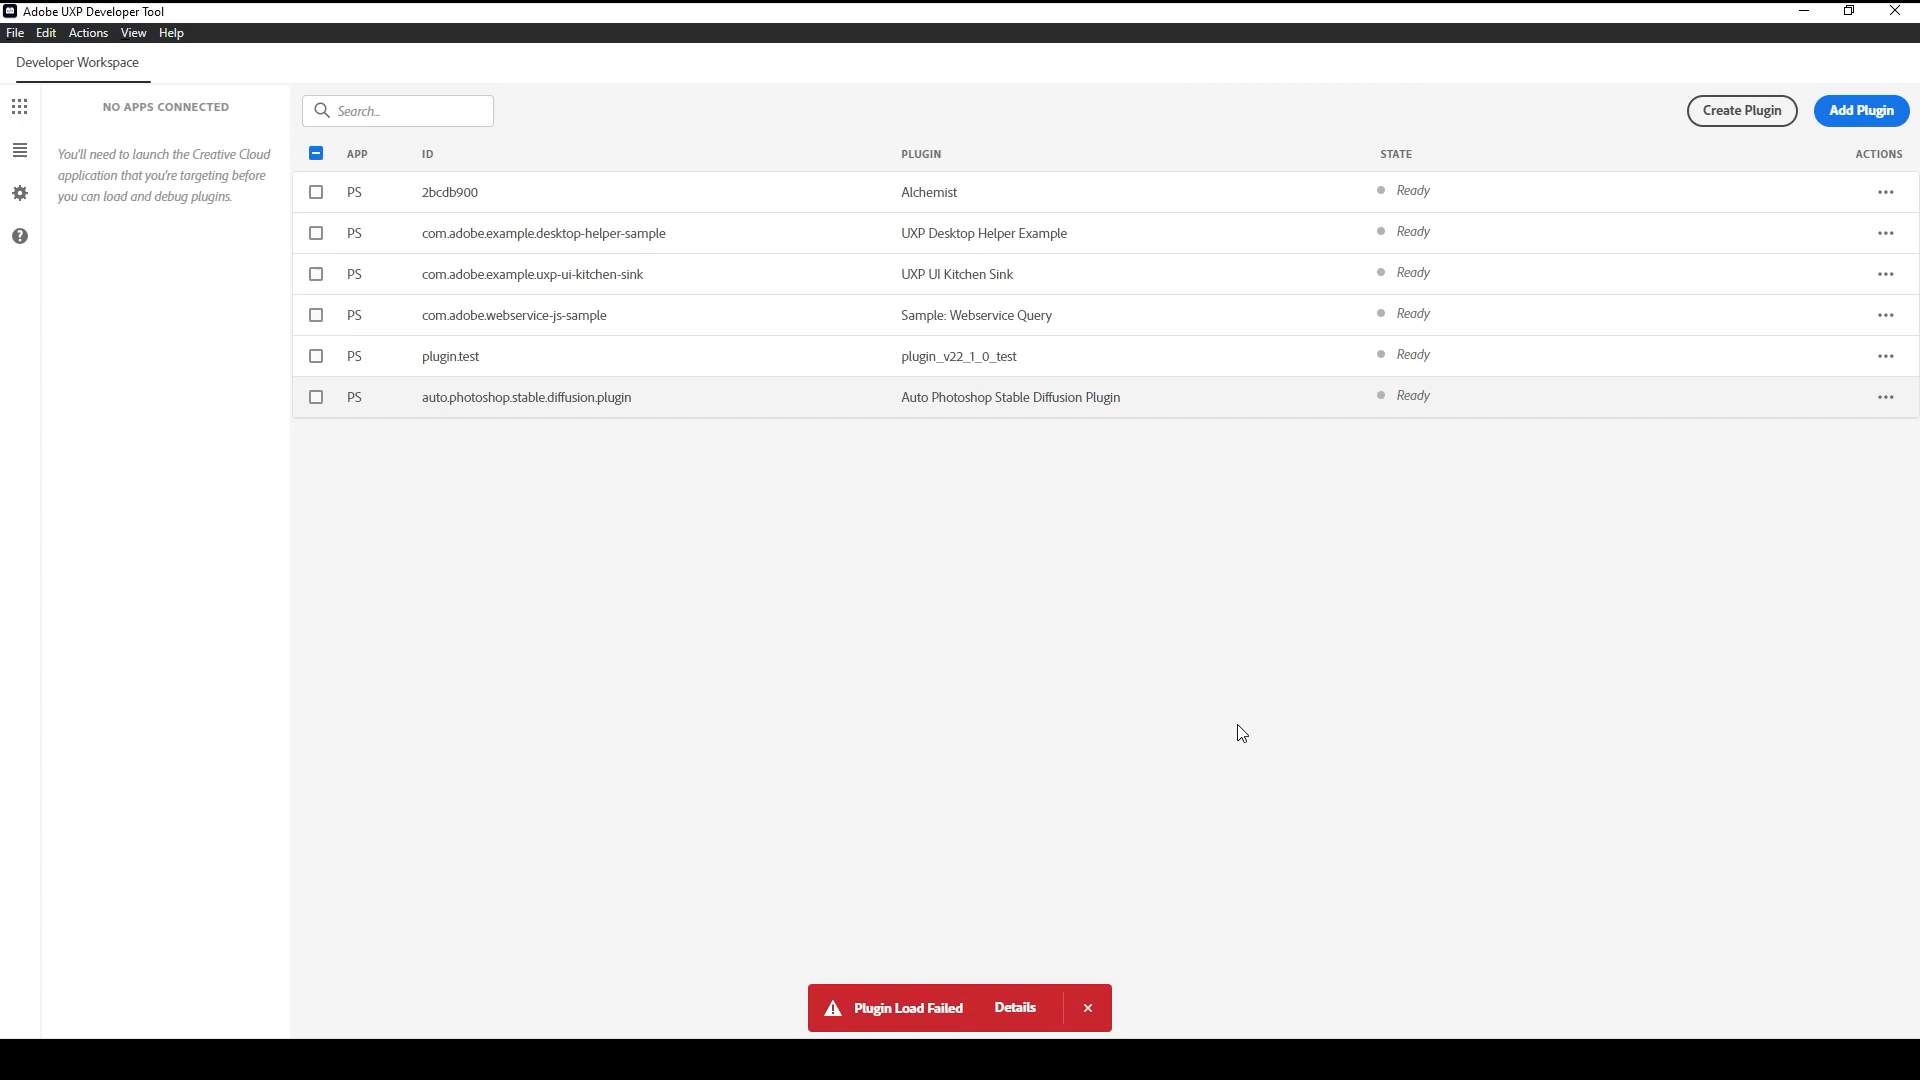 Adobe UXP Developer Tool
File Edit Actions View Help
Developer Workspace
NO APPS CONNECTED
You'll need to launch the Creative Cloud
application that you're targeting before
you can load and debug plugins.
Search...
Create Plugin
Add Plugin
APP ID PLUGIN STATE ACTIONS
PS 2bcdb900 Alchemist Ready
PS com.adobe.example.desktop-helper-sample UXP Desktop Helper Example Ready
PS com.adobe.example.uxp-ui-kitchen-sink UXP UI Kitchen Sink Ready
PS com.adobe.webservice-js-sample Sample: Webservice Query Ready
PS plugin.test plugin_v22_1_0_test Ready
PS auto.photoshop.stable.diffusion.plugin Auto Photoshop Stable Diffusion Plugin Ready
Plugin Load Failed Details